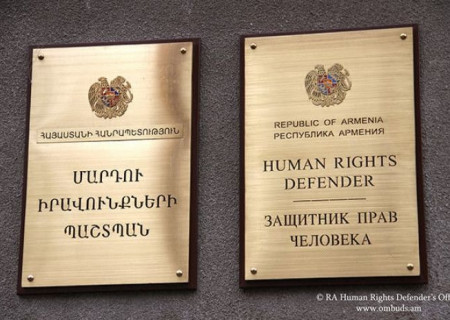 ՀԱՅԱՍՏԱՆԻ ՀԱՆՐԱՊԵՏՈՒԹՅՈՒՆ
ՄԱՐԴՈՒ
ԻՐԱՎՈՒՆՔՆԵՐԻ
ՊԱՇՏՊԱՆ
REPUBLIC OF ARMENIA
РЕСПУБЛИКА АРМЕНИЯ
HUMAN RIGHTS
DEFENDER
ЗАЩИТНИК ПРАВ
ЧЕЛОВЕКА
© RA Human Rights Defender's Off
www.ombuds.am